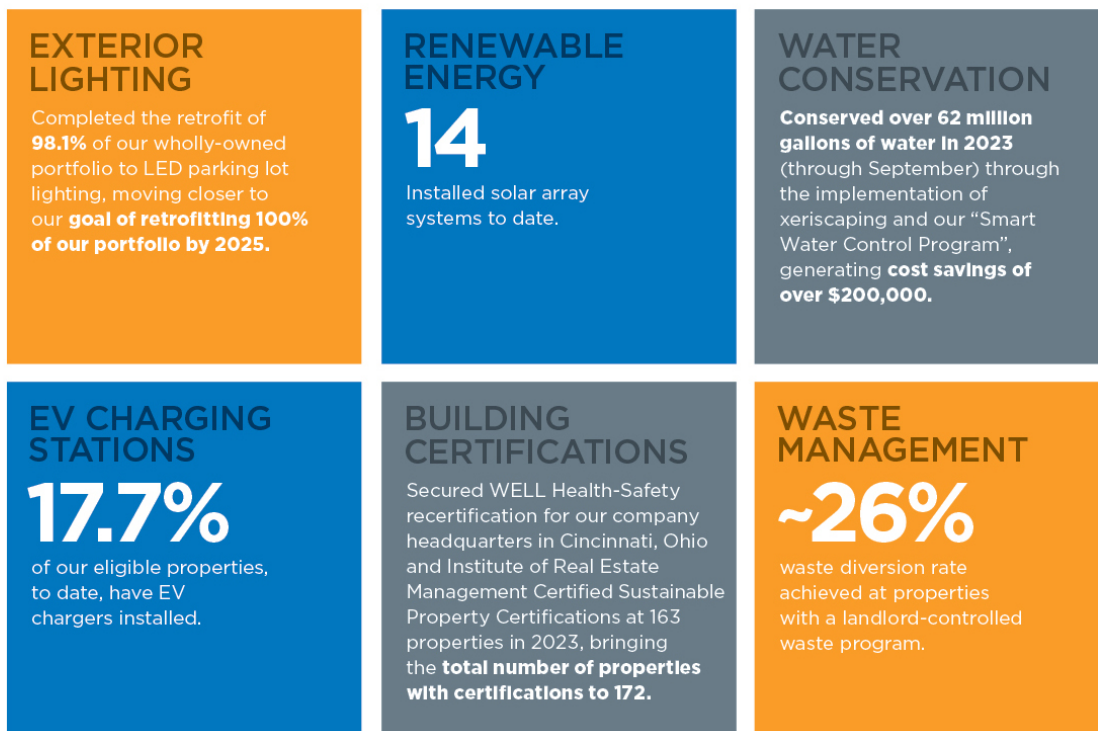 EXTERIOR
LIGHTING
Completed the retrofit of
98.1% of our wholly-owned
portfolio to LED parking lot
lighting, moving closer to
our goal of retrofitting 100%
of our portfolio by 2025.
RENEWABLE
ENERGY
14
Installed solar array
systems to date.
WATER
CONSERVATION
Conserved over 62 million
gallons of water in 2023
(through September) through
the implementation of
xeriscaping and our “Smart
Water Control Program”,
generating cost savings of
over $200,000.
EV CHARGING
STATIONS
17.7%
of our eligible properties,
to date, have EV
chargers installed.
BUILDING
CERTIFICATIONS
Secured WELL Health-Safety
recertification for our company
headquarters in Cincinnati, Ohio
and Institute of Real Estate
Management Certified Sustainable
Property Certifications at 163
properties in 2023, bringing
the total number of properties
with certifications to 172.
WASTE
MANAGEMENT
~26%
waste diversion rate
achieved at properties
with a landlord-controlled
waste program.